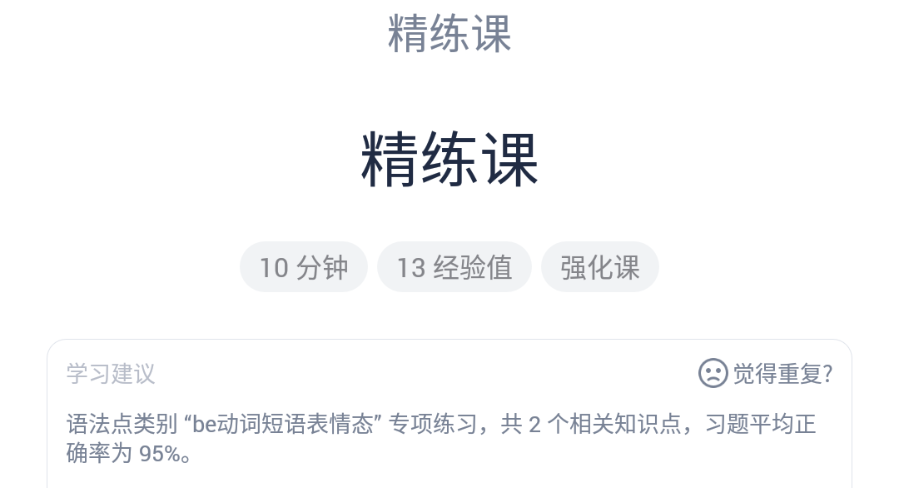 精练课
精练课
10 分钟 13 经验值 强化课
学习建议 觉得重复?
语法点类别 “be动词短语表情态” 专项练习，共 2 个相关知识点，习题平均正
确率为 95%。